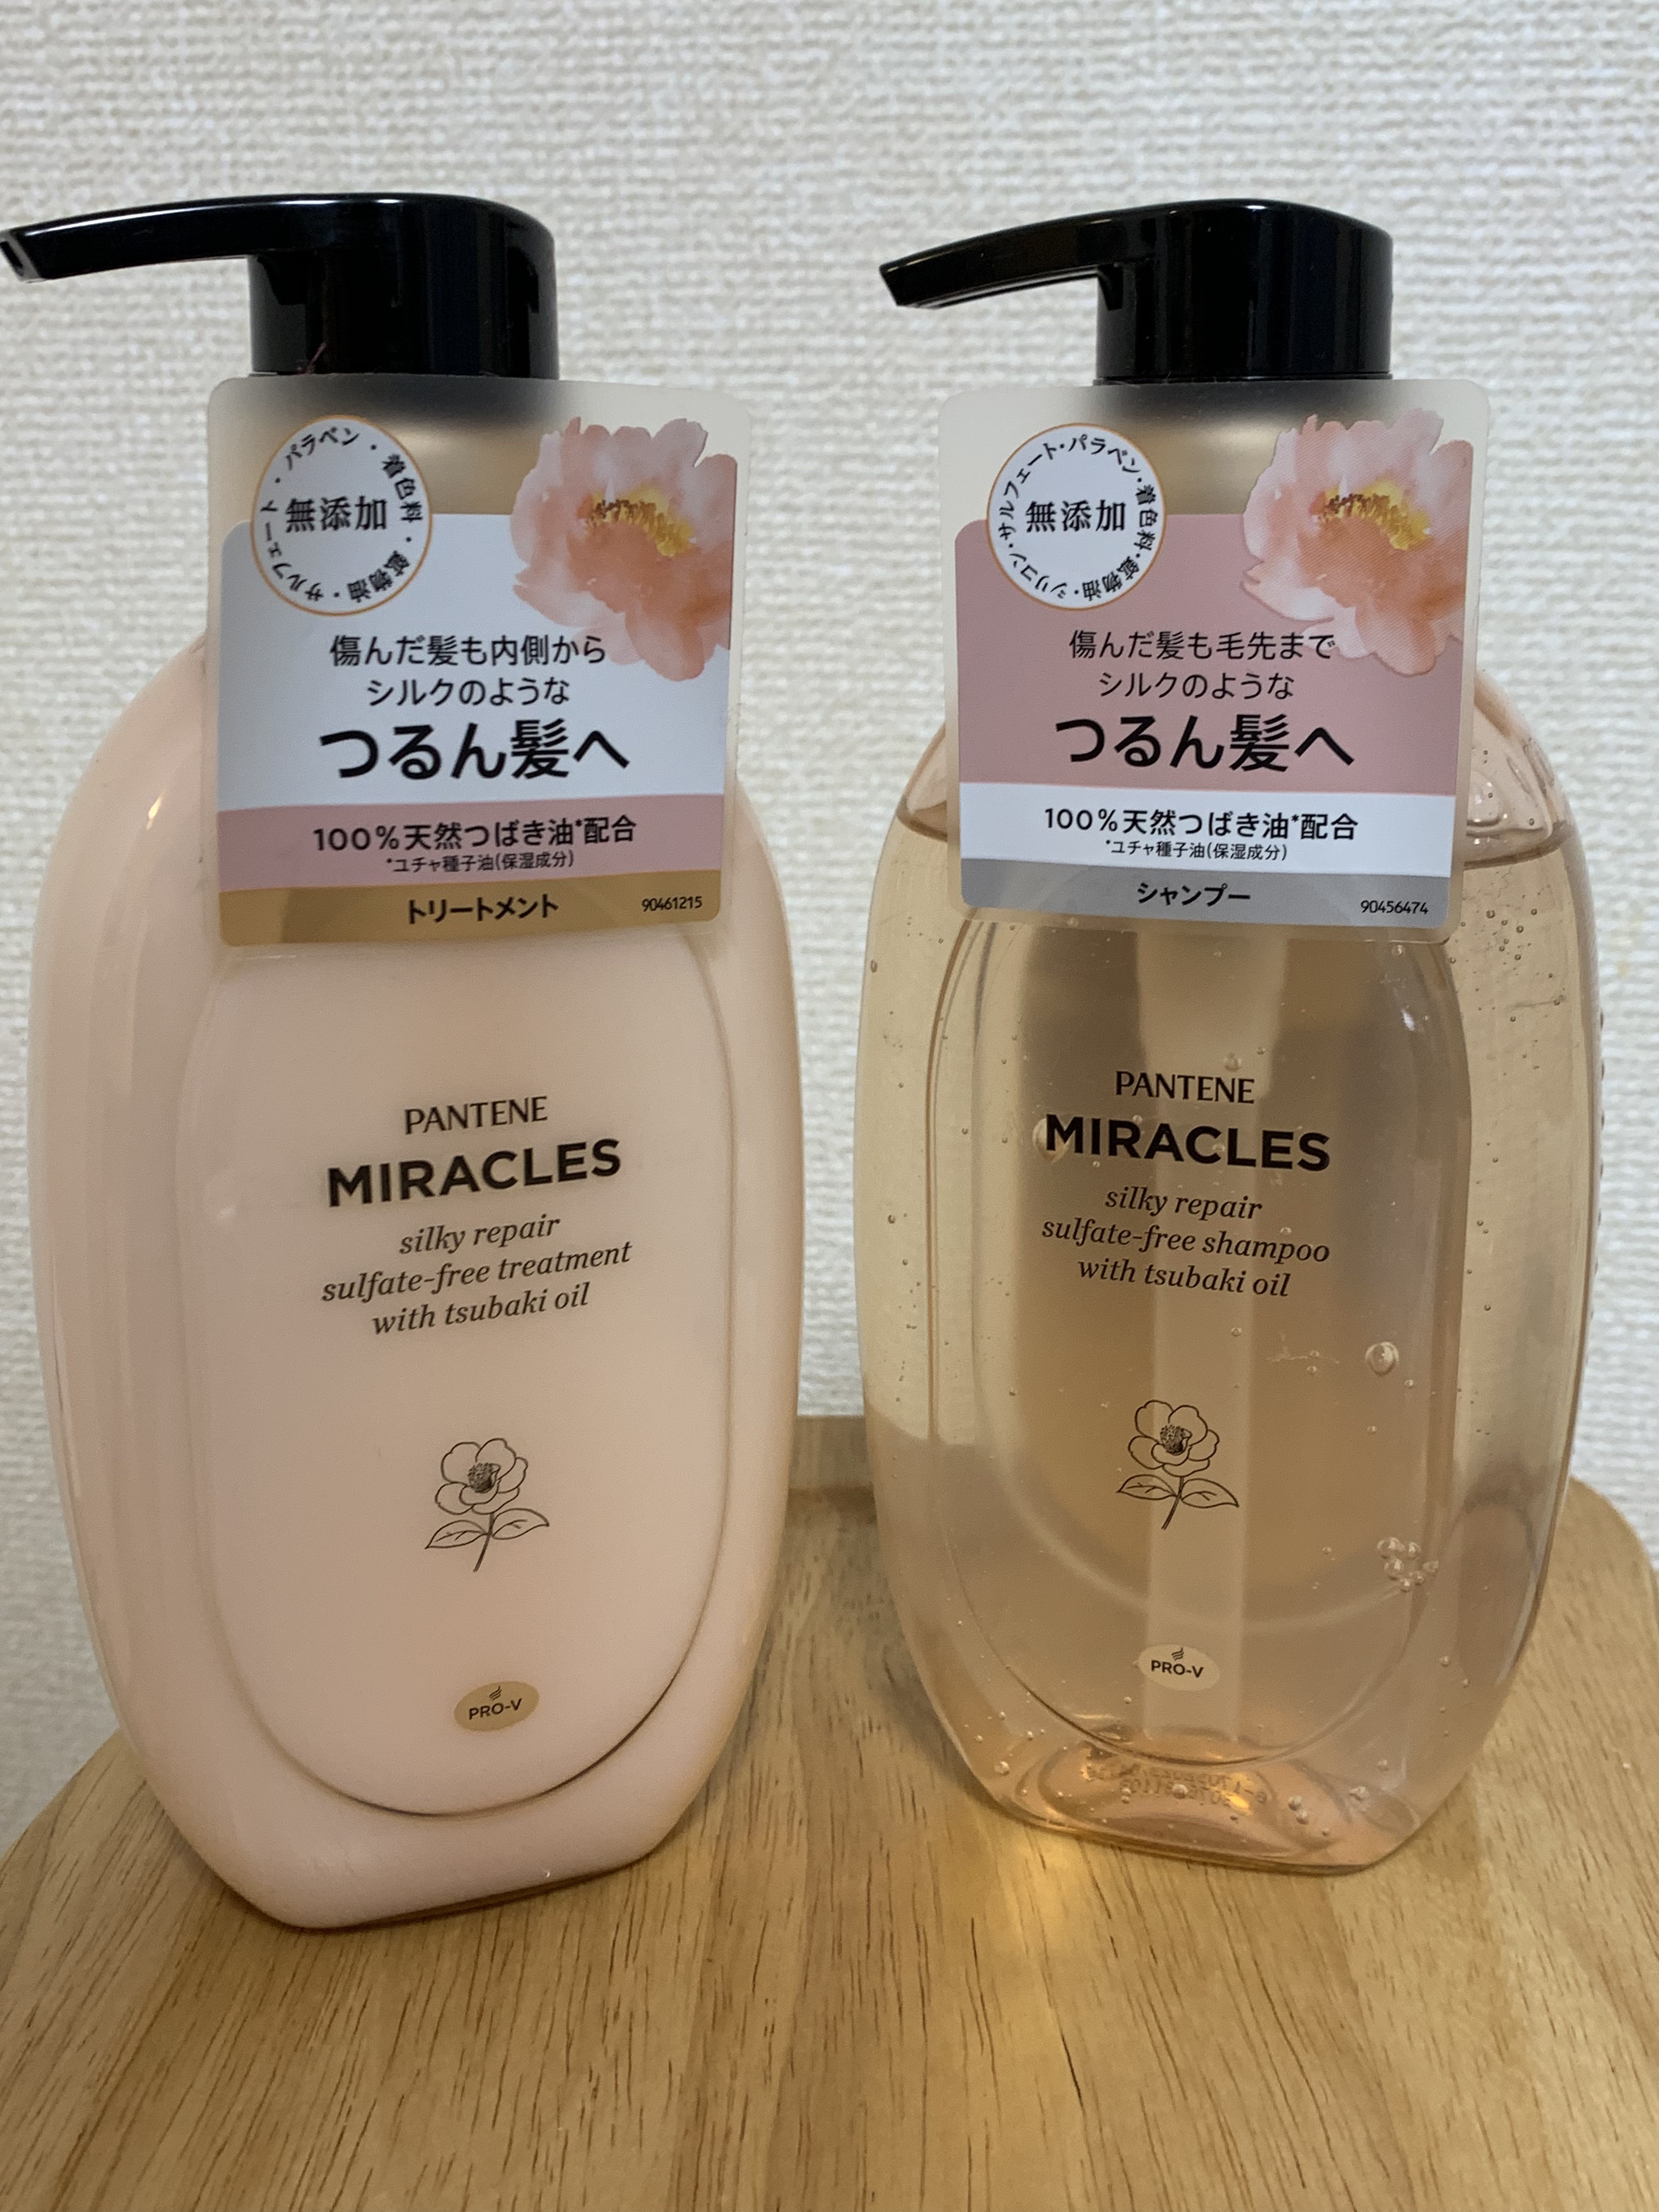 サルフェート・パラベン・着色料・鉱物油・
無添加
傷んだ髪も内側から
シルクのような
つるん髪へ
100%天然つばき油*配合
*ユチャ種子油(保湿成分)
トリートメント
90461215
PANTENE
MIRACLES
silky repair
sulfate-free treatment
with tsubaki oil
PRO-V
サルフェート・パラベン・着色料・鉱物油・シリコン・
無添加
傷んだ髪も毛先まで
シルクのような
つるん髪へ
100%天然つばき油*配合
*ユチャ種子油(保湿成分)
シャンプー
90456474
PANTENE
MIRACLES
silky repair
sulfate-free shampoo
with tsubaki oil
PRO-V